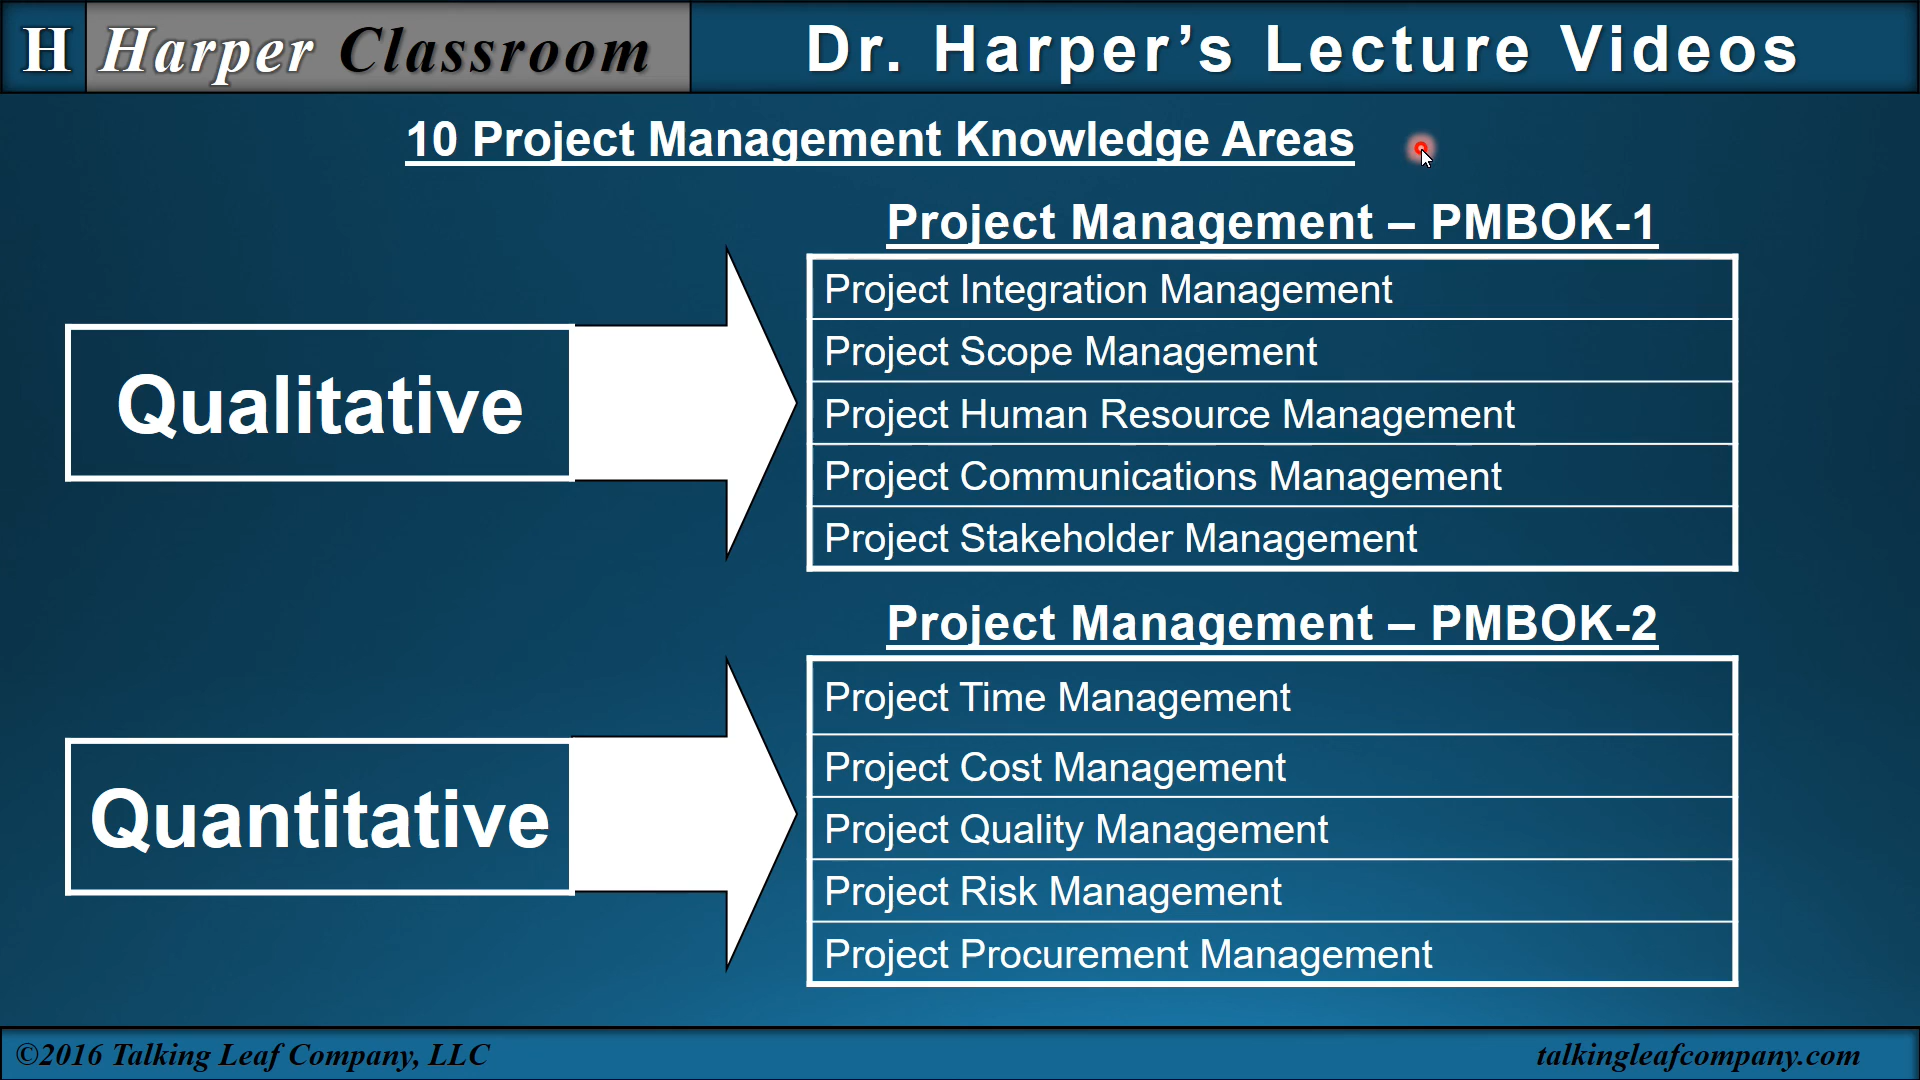 H Harper Classroom
Dr. Harper’s Lecture Videos
10 Project Management Knowledge Areas
Qualitative
Project Management – PMBOK-1
Project Integration Management
Project Scope Management
Project Human Resource Management
Project Communications Management
Project Stakeholder Management
Quantitative
Project Management – PMBOK-2
Project Time Management
Project Cost Management
Project Quality Management
Project Risk Management
Project Procurement Management
©2016 Talking Leaf Company, LLC
talkingleafcompany.com